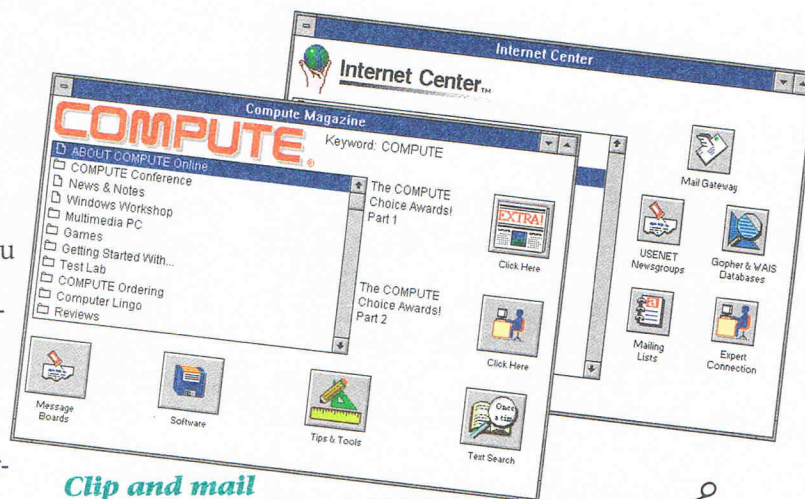 Internet Center
Internet Center™
Mail Gateway
USENET
Newsgroups
Gopher & WAIS
Databases
Mailing
Lists
Expert
Connection
Compute Magazine
COMPUTE®
Keyword: COMPUTE
ABOUT COMPUTE Online
COMPUTE Conference
News & Notes
Windows Workshop
Multimedia PC
Games
Getting Started With...
Test Lab
COMPUTE Ordering
Computer Lingo
Reviews
The COMPUTE
Choice Awards!
Part 1
EXTRA!
Click Here
The COMPUTE
Choice Awards!
Part 2
Click Here
Message
Boards
Software
Tips & Tools
Once
a tim
Text Search
u
-
-
Clip and mail